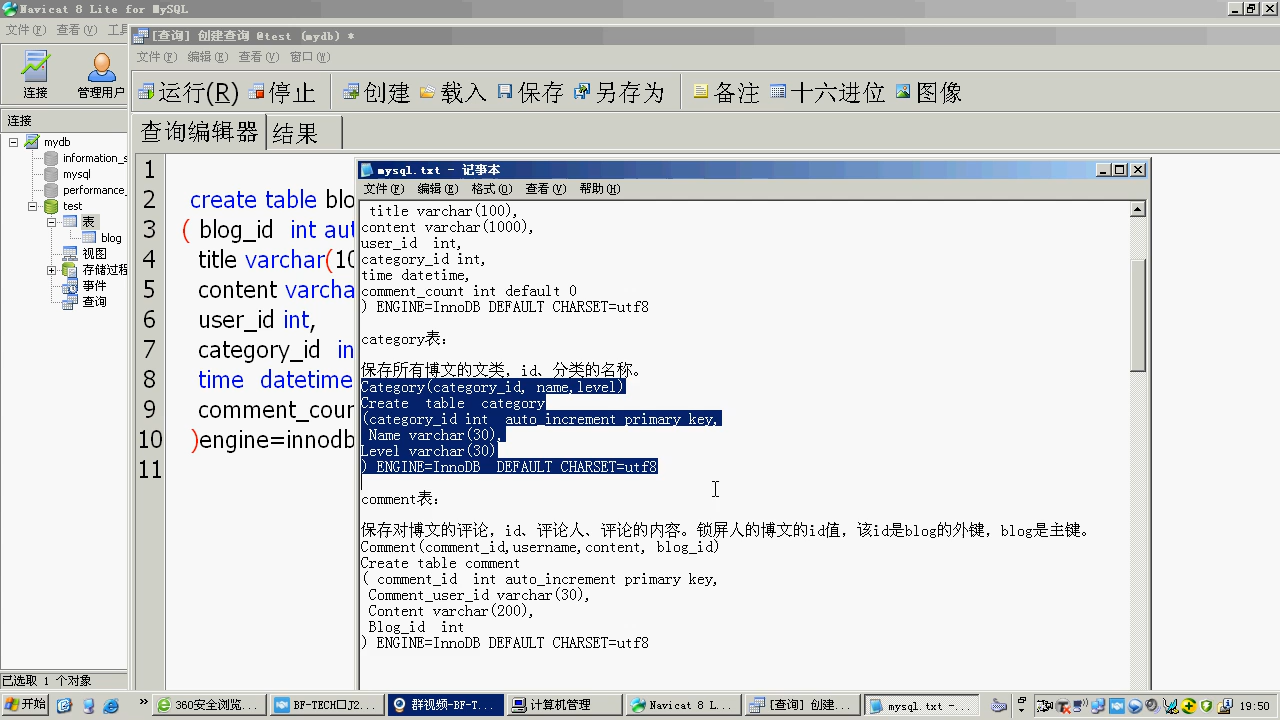 Navicat 8 Lite for MySQL
文件(F) 查看(V) 工具
[查询] 创建查询 @test (mydb) *
文件(F) 编辑(E) 查看(V) 窗口(W)
连接
管理用户
运行(R) 停止 创建 载入 保存 另存为 备注 十六进位 图像
连接
查询编辑器 结果
mydb
information_s
mysql
performance_
test
表
blog
视图
存储过程
事件
查询
1
2 create table blo
3 ( blog_id int aut
4 title varchar(10
5 content varcha
6 user_id int,
7 category_id in
8 time datetime
9 comment_coun
10 )engine=innodb
11
mysql.txt - 记事本
文件(F) 编辑(E) 格式(O) 查看(V) 帮助(H)
title varchar(100),
content varchar(1000),
user_id int,
category_id int,
time datetime,
comment_count int default 0
) ENGINE=InnoDB DEFAULT CHARSET=utf8
category表:
保存所有博文的文类，id、分类的名称。
Category(category_id, name,level)
Create table category
(category_id int auto_increment primary key,
Name varchar(30),
Level varchar(30)
) ENGINE=InnoDB DEFAULT CHARSET=utf8
comment表:
保存对博文的评论，id、评论人、评论的内容。锁屏人的博文的id值，该id是blog的外键，blog是主键。
Comment(comment_id,username,content, blog_id)
Create table comment
( comment_id int auto_increment primary key,
Comment_user_id varchar(30),
Content varchar(200),
Blog_id int
) ENGINE=InnoDB DEFAULT CHARSET=utf8
已选取 1 个对象
开始 360安全浏览... BF-TECH口J2... 群视频-BF-T... 计算机管理 Navicat 8 L... [查询] 创建... mysql.txt -... 19:50